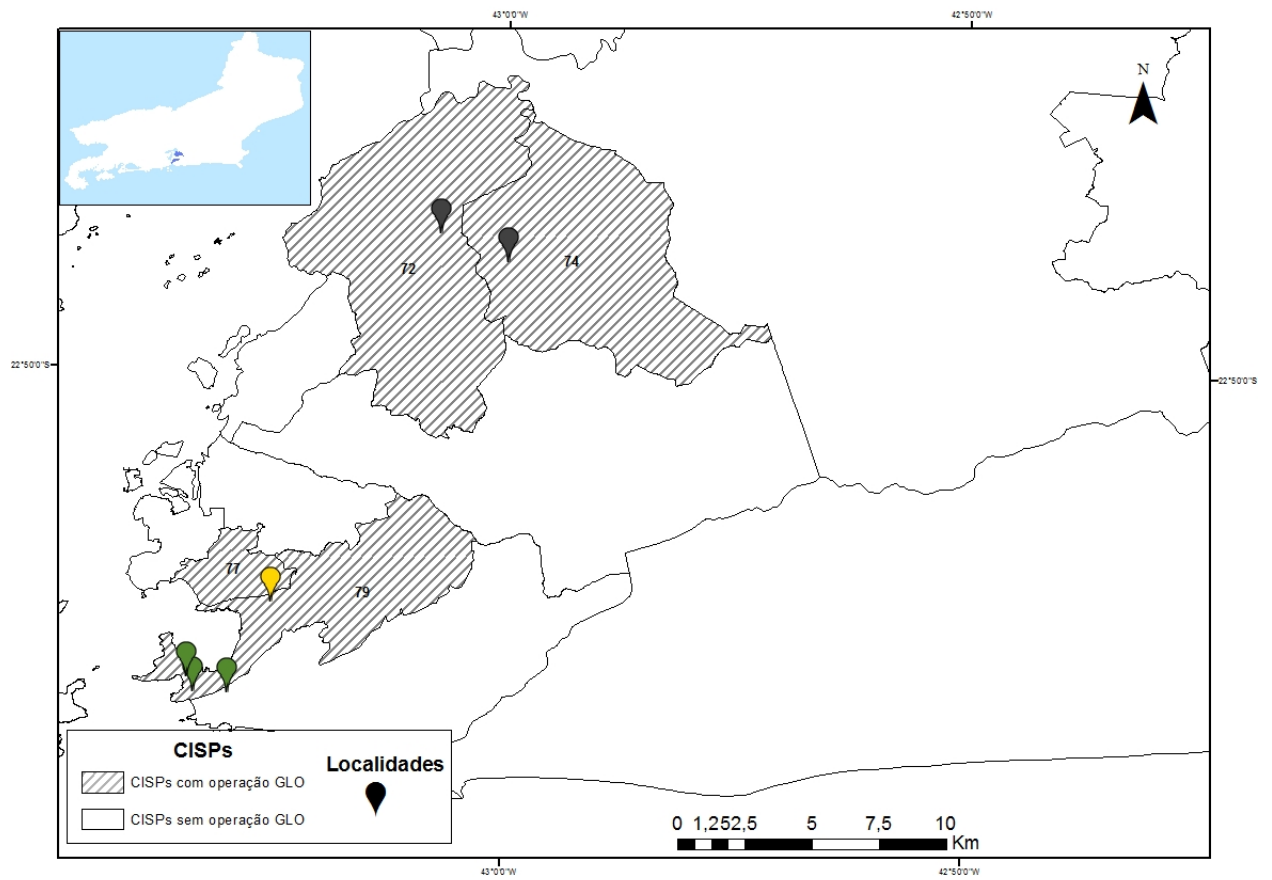 43°0'0"W
42°50'0"W
N
72
74
22°50'0"S
22°50'0"S
77
79
CISPs
CISPs com operação GLO
CISPs sem operação GLO
Localidades
0 1,252,5 5 7,5 10
Km
43°0'0"W
42°50'0"W